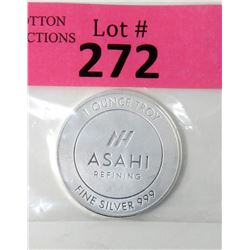 OTTON
CTIONS
Lot #
272
1 OUNCE TROY
ASAHI
REFINING
FINE SILVER 999